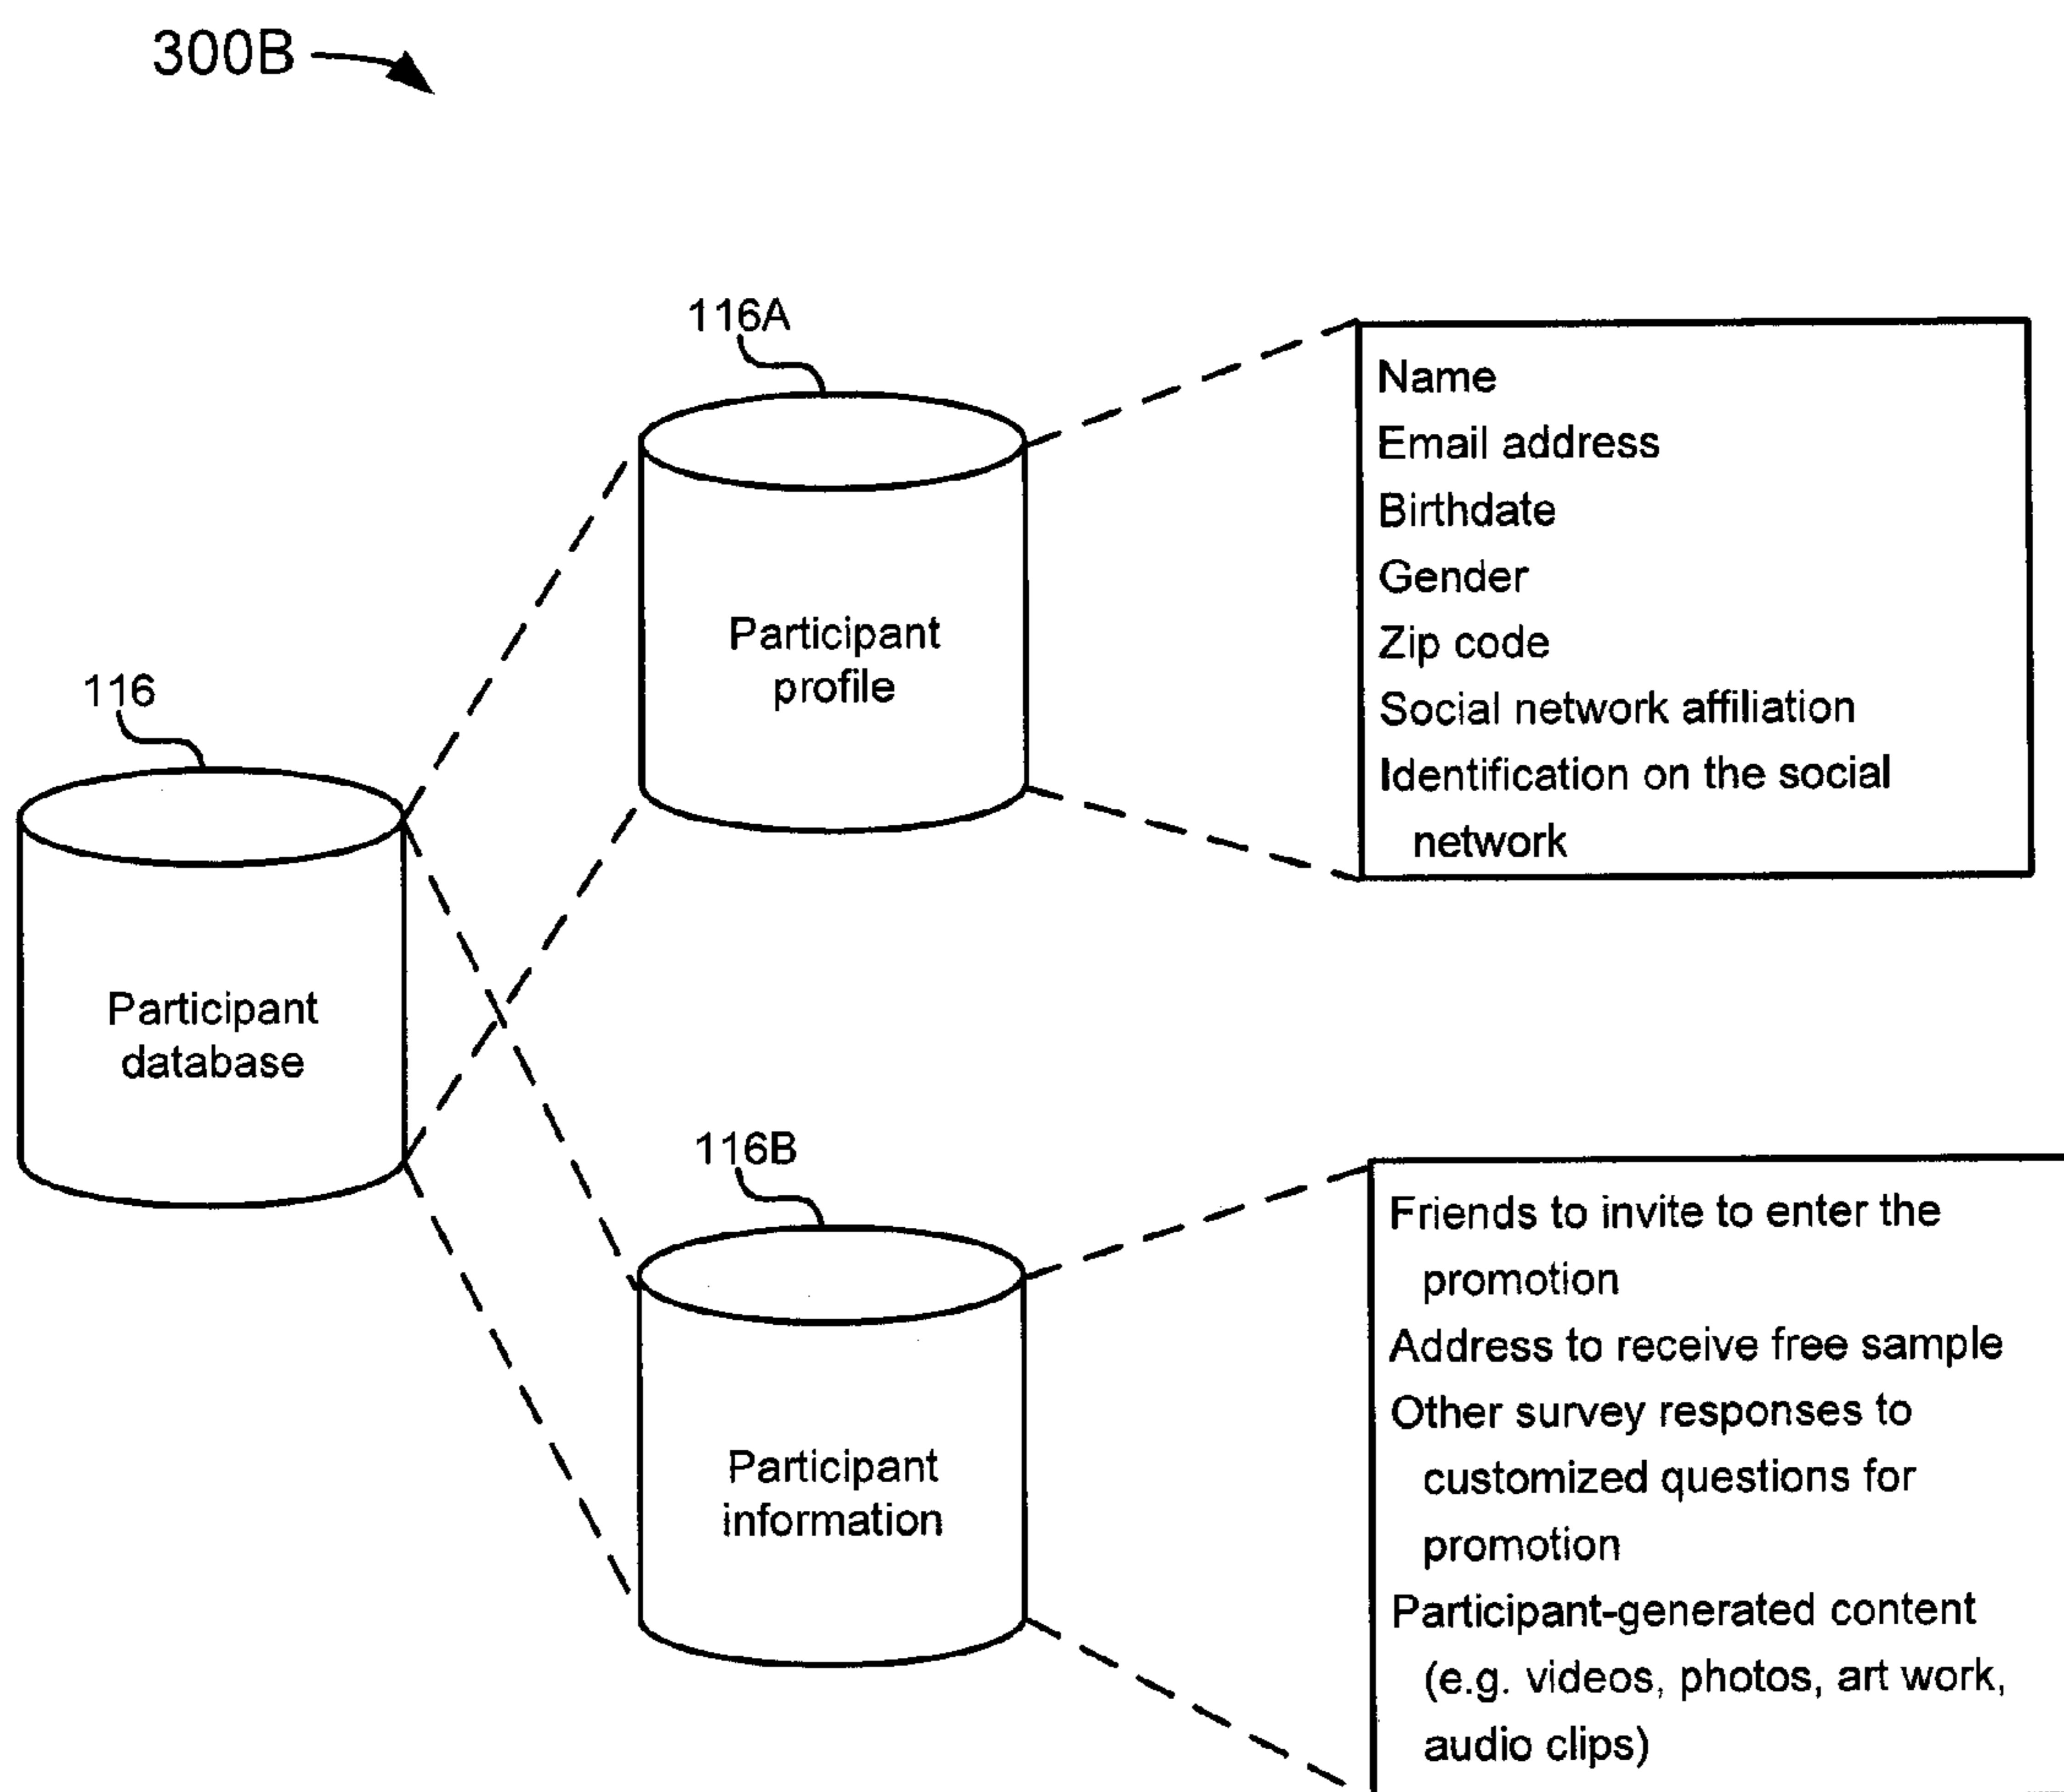 300B
116A
Name
Email address
Birthdate
Gender
Zip code
Social network affiliation
Identification on the social
network
Participant
profile
116
Participant
database
116B
Friends to invite to enter the
promotion
Address to receive free sample
Other survey responses to
customized questions for
promotion
Participant-generated content
(e.g. videos, photos, art work,
audio clips)
Participant
information